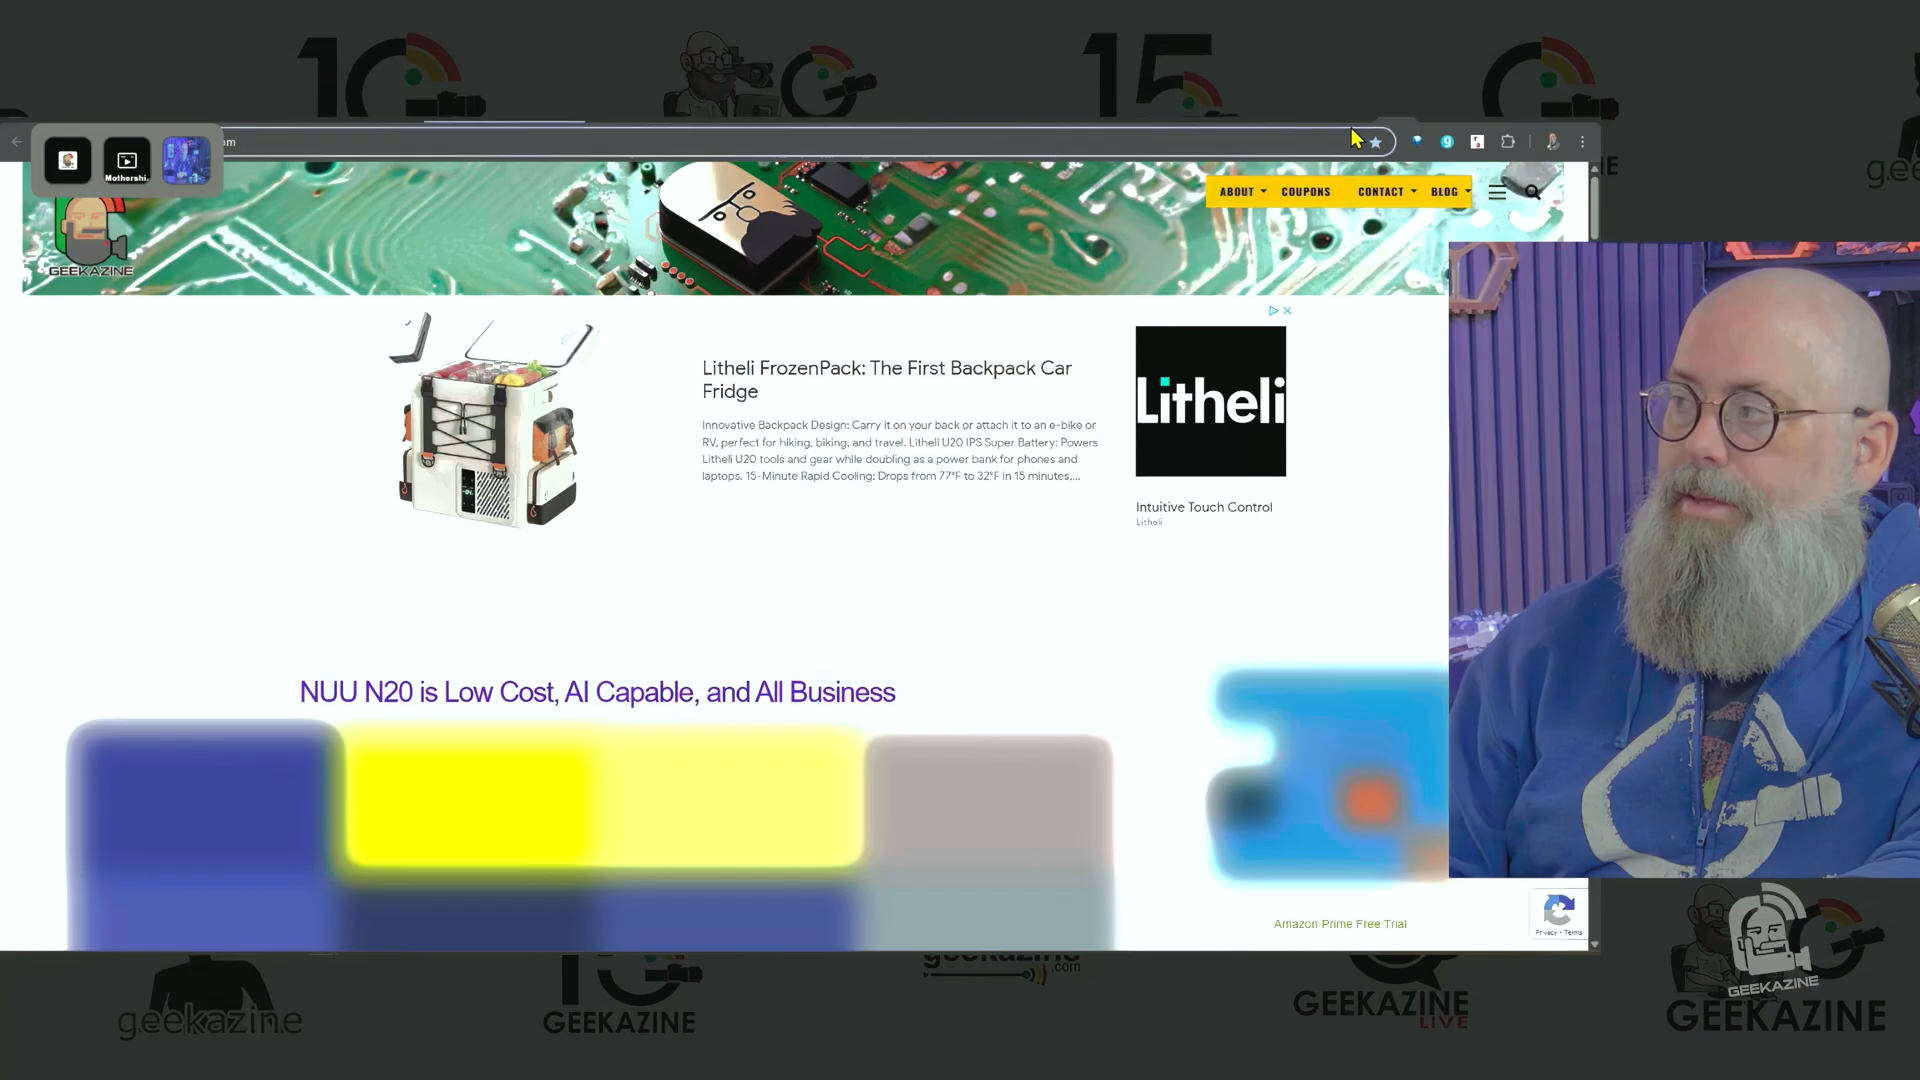 10
15
Mothershi.
om
ABOUT COUPONS CONTACT BLOG
GEEKAZINE
Litheli FrozenPack: The First Backpack Car
Fridge
Innovative Backpack Design: Carry it on your back or attach it to an e-bike or
RV, perfect for hiking, biking, and travel. Litheli U20 IPS Super Battery: Powers
Litheli U20 tools and gear while doubling as a power bank for phones and
laptops. 15-Minute Rapid Cooling: Drops from 77°F to 32°F in 15 minutes,...
Litheli
Intuitive Touch Control
Litheli
NUU N20 is Low Cost, AI Capable, and All Business
Amazon Prime Free Trial
Privacy - Terms
geekazine
GEEKAZINE
geekazine
.com
GEEKAZINE
LIVE
GEEKAZINE
GEEKAZINE